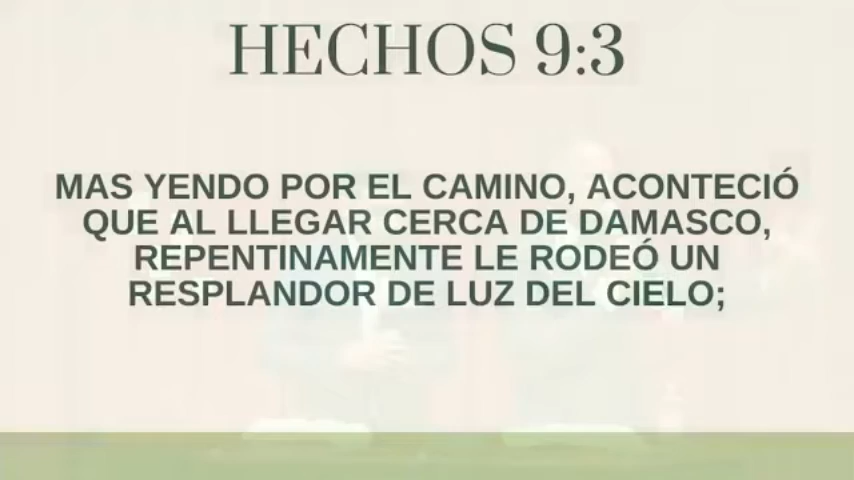 HECHOS 9:3
MAS YENDO POR EL CAMINO, ACONTECIÓ
QUE AL LLEGAR CERCA DE DAMASCO,
REPENTINAMENTE LE RODEÓ UN
RESPLANDOR DE LUZ DEL CIELO;